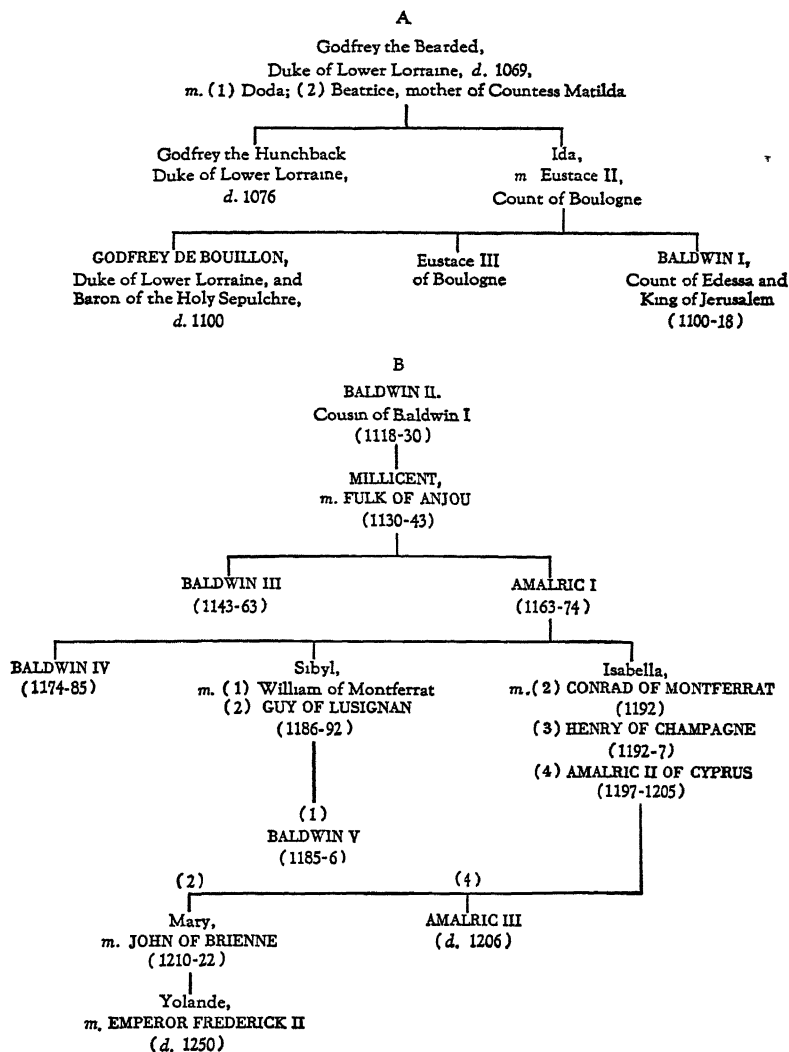 A
Godfrey the Bearded,
Duke of Lower Lorraine, d. 1069,
m. (1) Doda; (2) Beatrice, mother of Countess Matilda
Godfrey the Hunchback
Duke of Lower Lorraine,
d. 1076
Ida,
m Eustace II,
Count of Boulogne
GODFREY DE BOUILLON,
Duke of Lower Lorraine, and
Baron of the Holy Sepulchre,
d. 1100
Eustace III
of Boulogne
BALDWIN I,
Count of Edessa and
King of Jerusalem
(1100-18)
B
BALDWIN II.
Cousin of Baldwin I
(1118-30)
MILLICENT,
m. FULK OF ANJOU
(1130-43)
BALDWIN III
(1143-63)
AMALRIC I
(1163-74)
BALDWIN IV
(1174-85)
Sibyl,
m. (1) William of Montferrat
(2) GUY OF LUSIGNAN
(1186-92)
(1)
BALDWIN V
(1185-6)
Isabella,
m.(2) CONRAD OF MONTFERRAT
(1192)
(3) HENRY OF CHAMPAGNE
(1192-7)
(4) AMALRIC II OF CYPRUS
(1197-1205)
(2)
Mary,
m. JOHN OF BRIENNE
(1210-22)
Yolande,
m. EMPEROR FREDERICK II
(d. 1250)
(4)
AMALRIC III
(d. 1206)